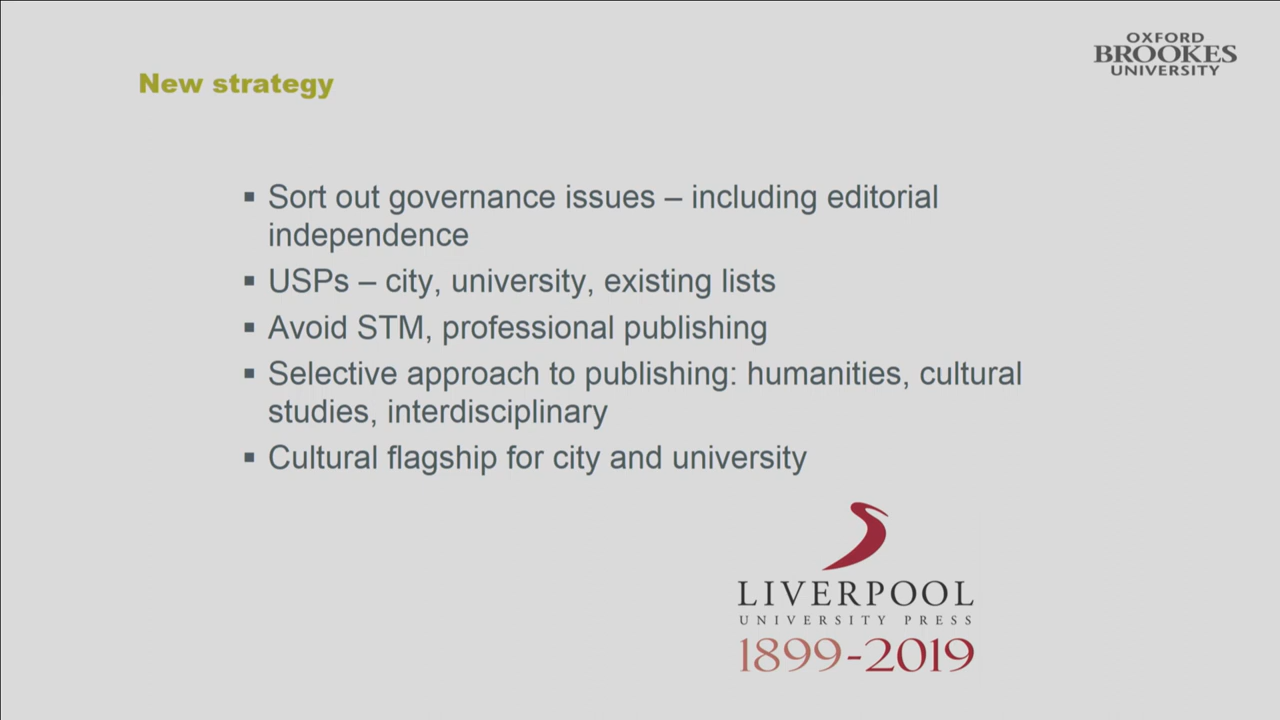 OXFORD
BROOKES
UNIVERSITY
New strategy
▪ Sort out governance issues – including editorial
independence
▪ USPs – city, university, existing lists
▪ Avoid STM, professional publishing
▪ Selective approach to publishing: humanities, cultural
studies, interdisciplinary
▪ Cultural flagship for city and university
LIVERPOOL
UNIVERSITY PRESS
1899-2019